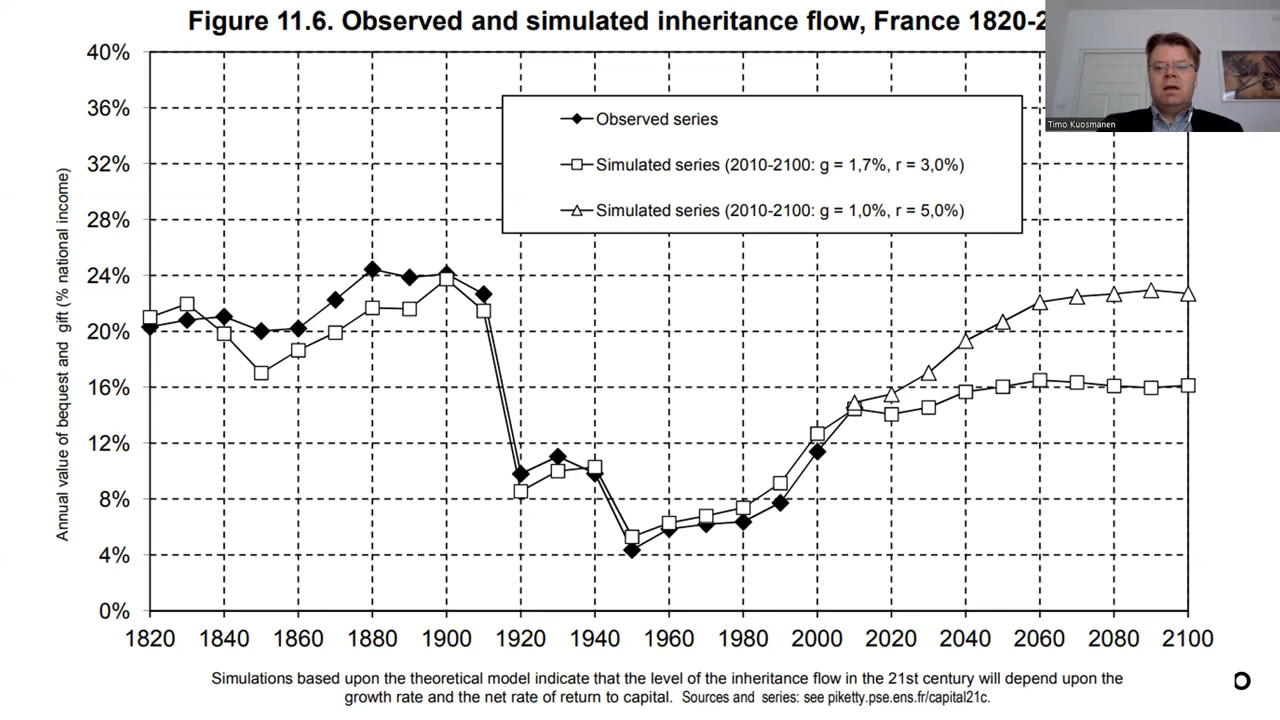 Figure 11.6. Observed and simulated inheritance flow, France 1820-2
Timo Kuosmanen
Annual value of bequest and gift (% national income)
40%
36%
32%
28%
24%
20%
16%
12%
8%
4%
0%
Observed series
Simulated series (2010-2100: g = 1,7%, r = 3,0%)
Simulated series (2010-2100: g = 1,0%, r = 5,0%)
1820 1840 1860 1880 1900 1920 1940 1960 1980 2000 2020 2040 2060 2080 2100
Simulations based upon the theoretical model indicate that the level of the inheritance flow in the 21st century will depend upon the
growth rate and the net rate of return to capital. Sources and series: see piketty.pse.ens.fr/capital21c.